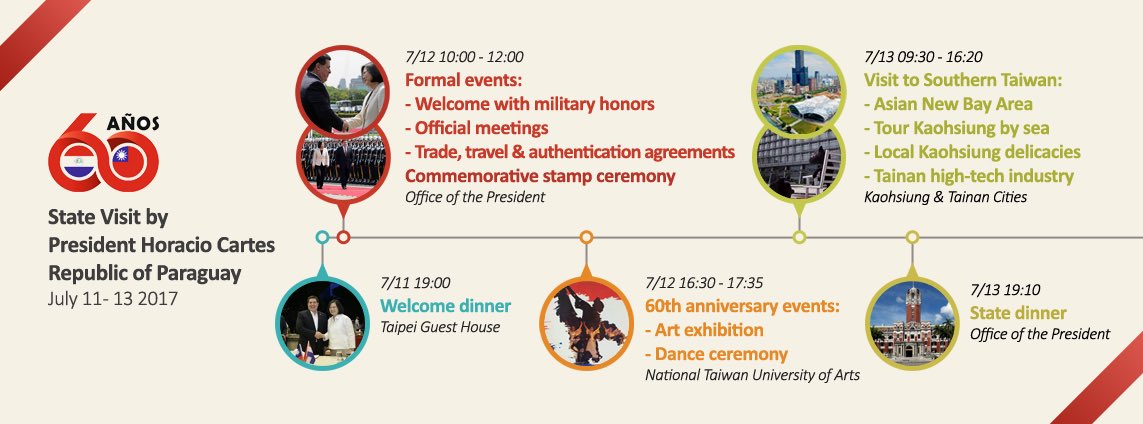 60 AÑOS
State Visit by
President Horacio Cartes
Republic of Paraguay
July 11- 13 2017
7/11 19:00
Welcome dinner
Taipei Guest House
7/12 10:00 - 12:00
Formal events:
- Welcome with military honors
- Official meetings
- Trade, travel & authentication agreements
Commemorative stamp ceremony
Office of the President
7/12 16:30 - 17:35
60th anniversary events:
- Art exhibition
- Dance ceremony
National Taiwan University of Arts
7/13 09:30 - 16:20
Visit to Southern Taiwan:
- Asian New Bay Area
- Tour Kaohsiung by sea
- Local Kaohsiung delicacies
- Tainan high-tech industry
Kaohsiung & Tainan Cities
7/13 19:10
State dinner
Office of the President